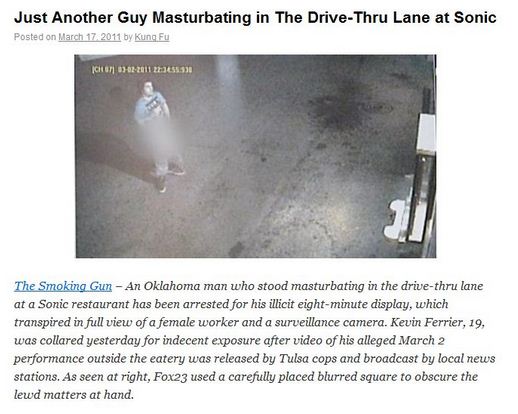 Just Another Guy Masturbating in The Drive-Thru Lane at Sonic
Posted on March 17, 2011 by Kung Fu
[CH 07] 03-02-2011 22:34:55:930
The Smoking Gun – An Oklahoma man who stood masturbating in the drive-thru lane
at a Sonic restaurant has been arrested for his illicit eight-minute display, which
transpired in full view of a female worker and a surveillance camera. Kevin Ferrier, 19,
was collared yesterday for indecent exposure after video of his alleged March 2
performance outside the eatery was released by Tulsa cops and broadcast by local news
stations. As seen at right, Fox23 used a carefully placed blurred square to obscure the
lewd matters at hand.